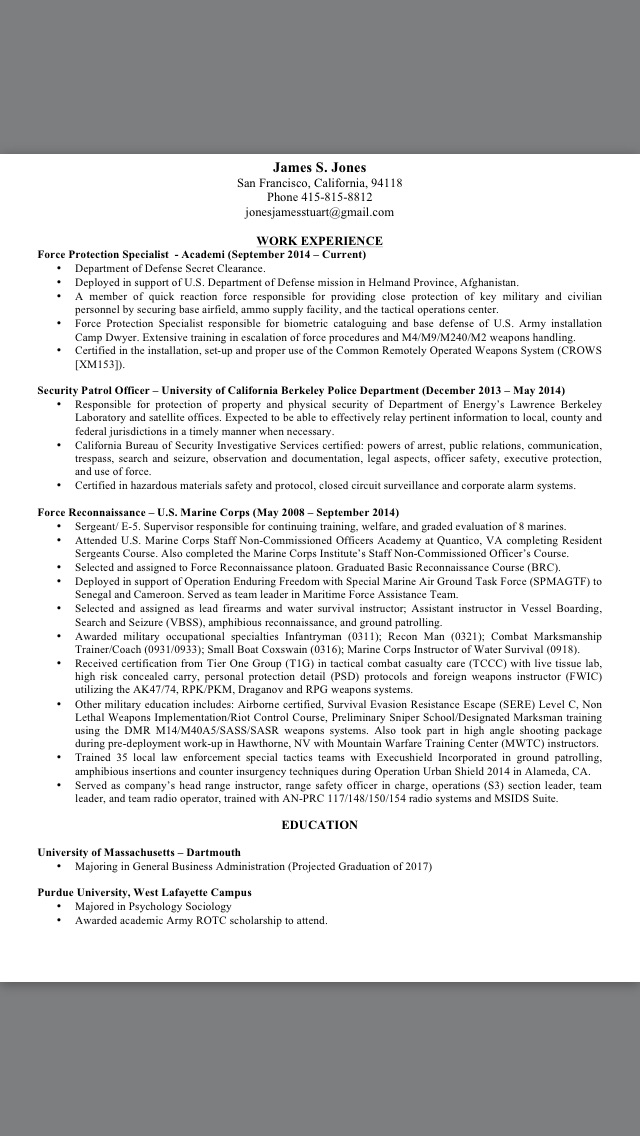 James S. Jones
San Francisco, California, 94118
Phone 415-815-8812
jonesjamesstuart@gmail.com
WORK EXPERIENCE
Force Protection Specialist - Academi (September 2014 – Current)
• Department of Defense Secret Clearance.
• Deployed in support of U.S. Department of Defense mission in Helmand Province, Afghanistan.
• A member of quick reaction force responsible for providing close protection of key military and civilian
personnel by securing base airfield, ammo supply facility, and the tactical operations center.
• Force Protection Specialist responsible for biometric cataloguing and base defense of U.S. Army installation
Camp Dwyer. Extensive training in escalation of force procedures and M4/M9/M240/M2 weapons handling.
• Certified in the installation, set-up and proper use of the Common Remotely Operated Weapons System (CROWS
[XM153]).
Security Patrol Officer – University of California Berkeley Police Department (December 2013 – May 2014)
• Responsible for protection of property and physical security of Department of Energy's Lawrence Berkeley
Laboratory and satellite offices. Expected to be able to effectively relay pertinent information to local, county and
federal jurisdictions in a timely manner when necessary.
• California Bureau of Security Investigative Services certified: powers of arrest, public relations, communication,
trespass, search and seizure, observation and documentation, legal aspects, officer safety, executive protection,
and use of force.
• Certified in hazardous materials safety and protocol, closed circuit surveillance and corporate alarm systems.
Force Reconnaissance – U.S. Marine Corps (May 2008 – September 2014)
• Sergeant/ E-5. Supervisor responsible for continuing training, welfare, and graded evaluation of 8 marines.
• Attended U.S. Marine Corps Staff Non-Commissioned Officers Academy at Quantico, VA completing Resident
Sergeants Course. Also completed the Marine Corps Institute's Staff Non-Commissioned Officer's Course.
• Selected and assigned to Force Reconnaissance platoon. Graduated Basic Reconnaissance Course (BRC).
• Deployed in support of Operation Enduring Freedom with Special Marine Air Ground Task Force (SPMAGTF) to
Senegal and Cameroon. Served as team leader in Maritime Force Assistance Team.
• Selected and assigned as lead firearms and water survival instructor; Assistant instructor in Vessel Boarding,
Search and Seizure (VBSS), amphibious reconnaissance, and ground patrolling.
• Awarded military occupational specialties Infantryman (0311); Recon Man (0321); Combat Marksmanship
Trainer/Coach (0931/0933); Small Boat Coxswain (0316); Marine Corps Instructor of Water Survival (0918).
• Received certification from Tier One Group (T1G) in tactical combat casualty care (TCCC) with live tissue lab,
high risk concealed carry, personal protection detail (PSD) protocols and foreign weapons instructor (FWIC)
utilizing the AK47/74, RPK/PKM, Draganov and RPG weapons systems.
• Other military education includes: Airborne certified, Survival Evasion Resistance Escape (SERE) Level C, Non
Lethal Weapons Implementation/Riot Control Course, Preliminary Sniper School/Designated Marksman training
using the DMR M14/M40A5/SASS/SASR weapons systems. Also took part in high angle shooting package
during pre-deployment work-up in Hawthorne, NV with Mountain Warfare Training Center (MWTC) instructors.
• Trained 35 local law enforcement special tactics teams with Execushield Incorporated in ground patrolling,
amphibious insertions and counter insurgency techniques during Operation Urban Shield 2014 in Alameda, CA.
• Served as company's head range instructor, range safety officer in charge, operations (S3) section leader, team
leader, and team radio operator, trained with AN-PRC 117/148/150/154 radio systems and MSIDS Suite.
EDUCATION
University of Massachusetts – Dartmouth
• Majoring in General Business Administration (Projected Graduation of 2017)
Purdue University, West Lafayette Campus
• Majored in Psychology Sociology
• Awarded academic Army ROTC scholarship to attend.